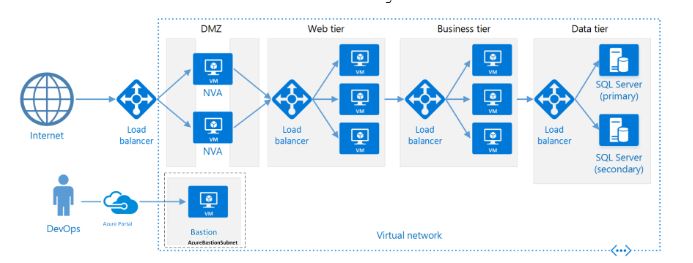 DMZ
Web tier
Business tier
Data tier
VM
NVA
VM
NVA
VM
VM
VM
VM
VM
VM
SQL Server
(primary)
SQL Server
(secondary)
Internet
Load
balancer
Load
balancer
Load
balancer
Load
balancer
DevOps
Azure Portal
VM
Bastion
AzureBastionSubnet
Virtual network